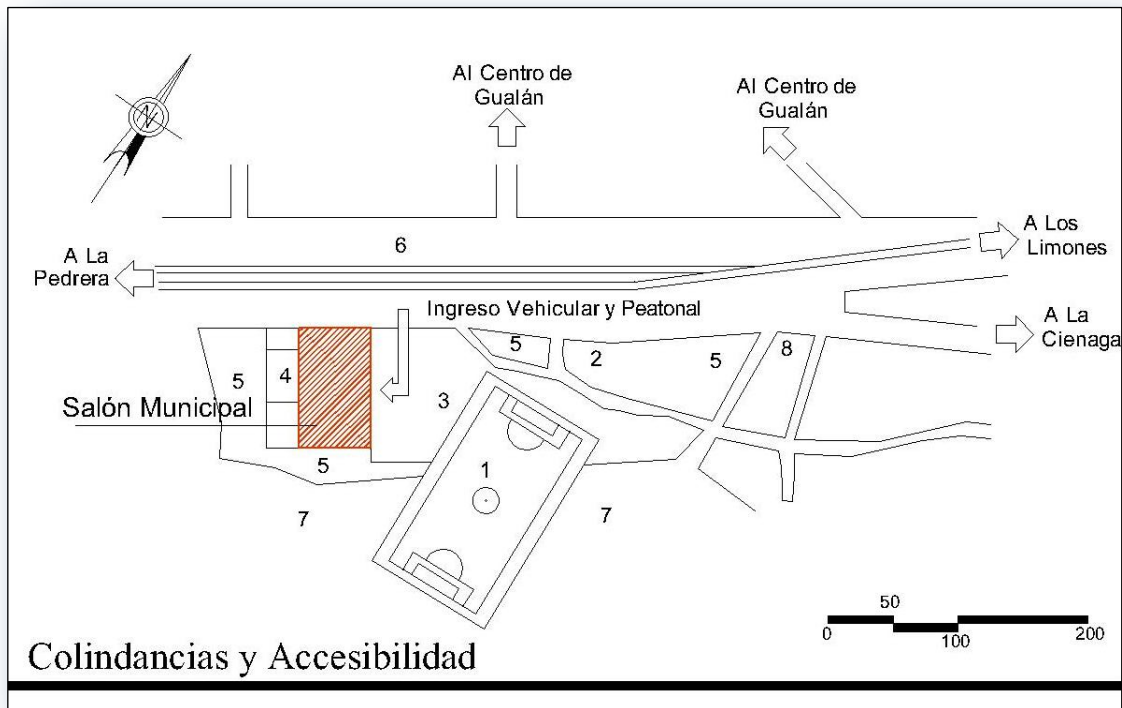 Al Centro de
Gualán
Al Centro de
Gualán
N
A Los
Limones
6
A La
Pedrera
Ingreso Vehicular y Peatonal
A La
Cienaga
5
2
5
8
5
4
3
Salón Municipal
5
1
7
7
50
0
100
200
Colindancias y Accesibilidad